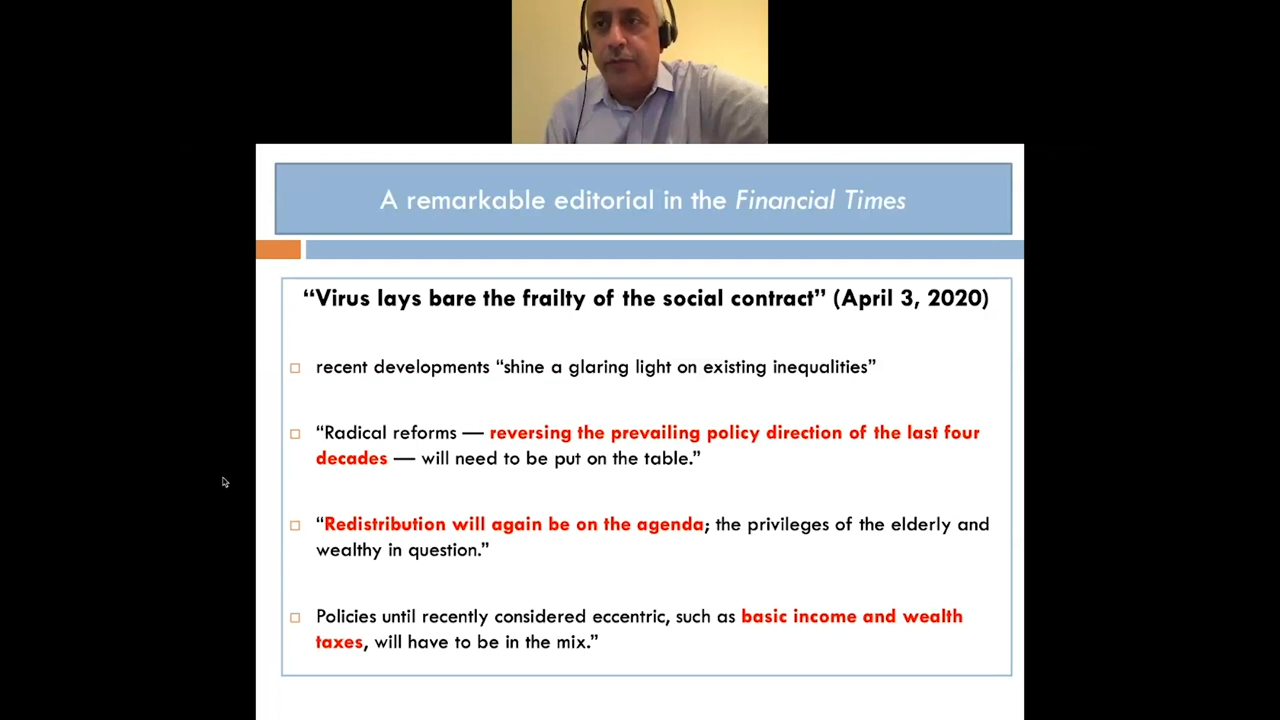 A remarkable editorial in the Financial Times
“Virus lays bare the frailty of the social contract” (April 3, 2020)
recent developments “shine a glaring light on existing inequalities”
“Radical reforms — reversing the prevailing policy direction of the last four
decades — will need to be put on the table.”
“Redistribution will again be on the agenda; the privileges of the elderly and
wealthy in question.”
Policies until recently considered eccentric, such as basic income and wealth
taxes, will have to be in the mix.”